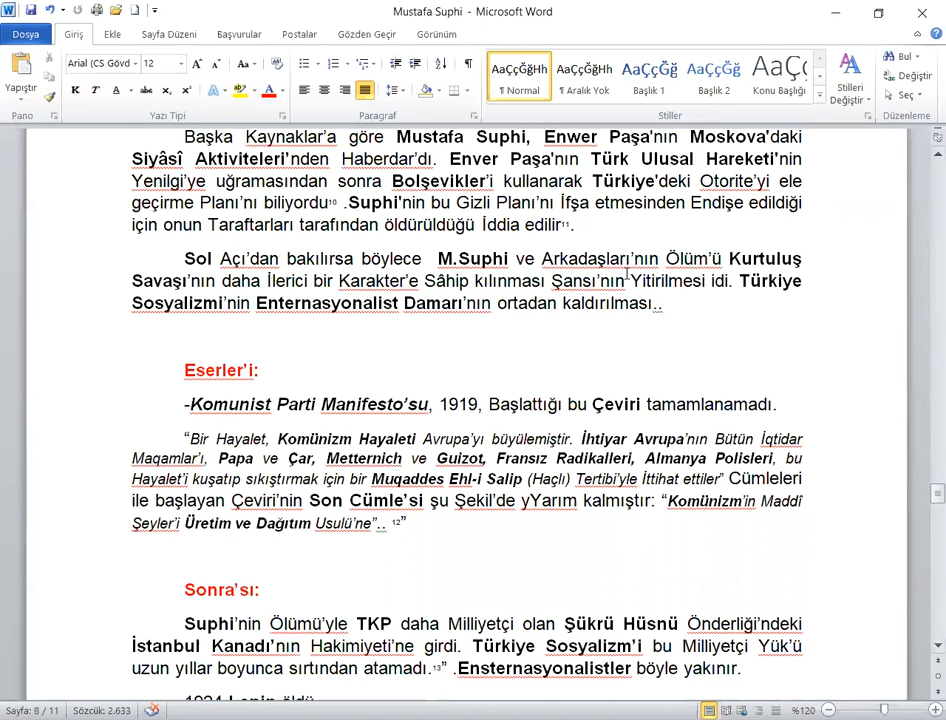 Mustafa Suphi - Microsoft Word
Dosya Giriş Ekle Sayfa Düzeni Başvurular Postalar Gözden Geçir Görünüm
Yapıştır
Arial (CS Gövd 12
AaÇçĞğHh AaÇçĞğHh AaÇçĞğ AaÇçĞğ AaÇç
¶ Normal ¶ Aralık Yok Başlık 1 Başlık 2 Konu Başlığı
Stilleri Değiştir
Bul
Değiştir
Seç
Pano Yazı Tipi Paragraf Stiller Düzenleme
Başka Kaynaklar’a göre Mustafa Suphi, Enwer Paşa'nın Moskova'daki
Siyâsî Aktiviteleri’nden Haberdar’dı. Enver Paşa'nın Türk Ulusal Hareketi'nin
Yenilgi’ye uğramasından sonra Bolşevikler’i kullanarak Türkiye'deki Otorite’yi ele
geçirme Planı’nı biliyordu10 .Suphi'nin bu Gizli Planı’nı İfşa etmesinden Endişe edildiği
için onun Taraftarları tarafından öldürüldüğü İddia edilir11.
Sol Açı’dan bakılırsa böylece M.Suphi ve Arkadaşları’nın Ölüm’ü Kurtuluş
Savaşı’nın daha İlerici bir Karakter’e Sâhip kılınması Şansı’nın Yitirilmesi idi. Türkiye
Sosyalizmi’nin Enternasyonalist Damarı’nın ortadan kaldırılması..
Eserler’i:
-Komunist Parti Manifesto’su, 1919, Başlattığı bu Çeviri tamamlanamadı.
“Bir Hayalet, Komünizm Hayaleti Avrupa’yı büyülemiştir. İhtiyar Avrupa’nın Bütün İqtidar
Maqamlar’ı, Papa ve Çar, Metternich ve Guizot, Fransız Radikalleri, Almanya Polisleri, bu
Hayalet’i kuşatıp sıkıştırmak için bir Muqaddes Ehl-i Salip (Haçlı) Tertibi’yle İttihat ettiler” Cümleleri
ile başlayan Çeviri’nin Son Cümle’si şu Şekil’de yYarım kalmıştır: “Komünizm’in Maddî
Şeyler’i Üretim ve Dağıtım Usulü’ne”.. 12”
Sonra’sı:
Suphi’nin Ölümü’yle TKP daha Milliyetçi olan Şükrü Hüsnü Önderliği’ndeki
İstanbul Kanadı’nın Hakimiyeti’ne girdi. Türkiye Sosyalizm’i bu Milliyetçi Yük’ü
uzun yıllar boyunca sırtından atamadı.13” .Ensternasyonalistler böyle yakınır.
1924 Lenin öldü
Sayfa: 8 / 11 Sözcük: 2.633 %120